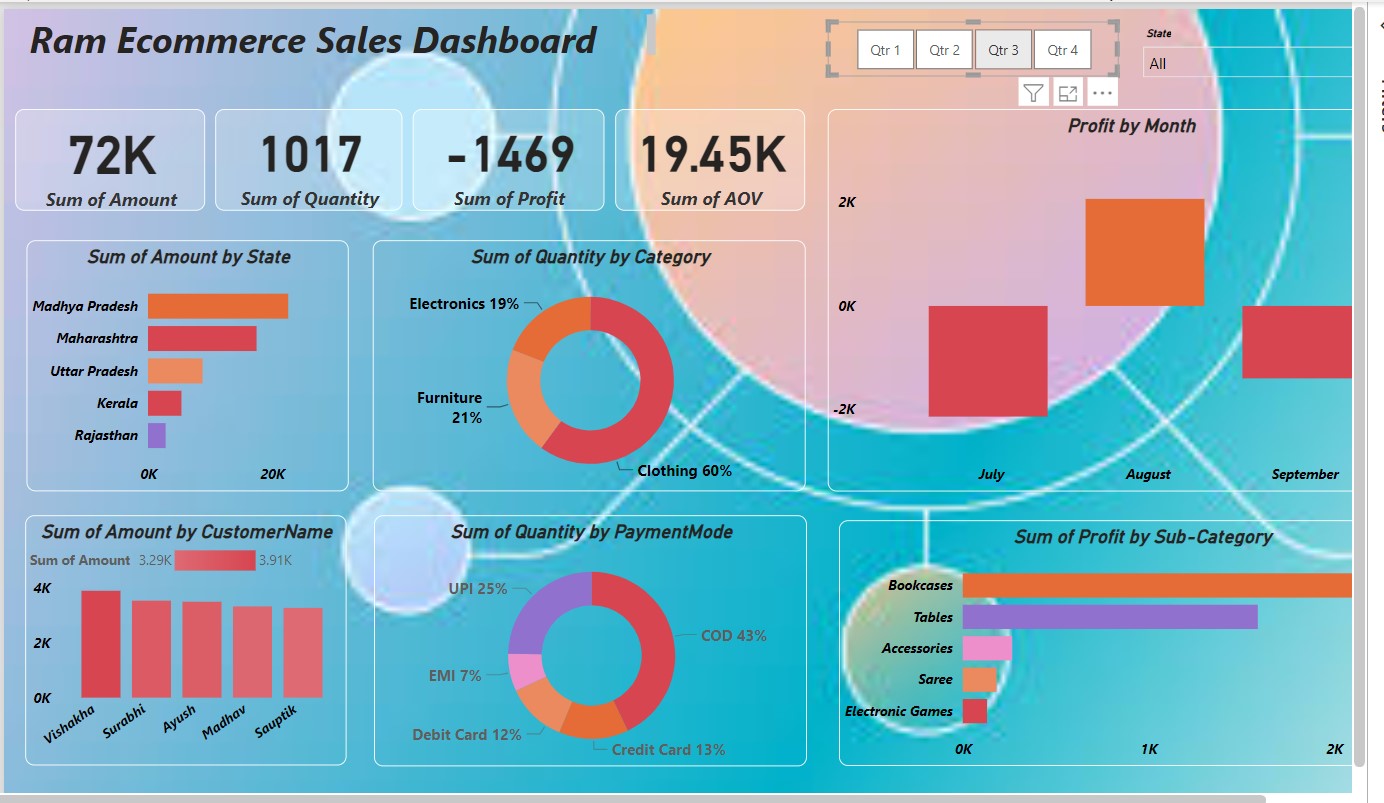 Ram Ecommerce Sales Dashboard
Qtr 1
Qtr 2
Qtr 3
Qtr 4
State
All
72K
Sum of Amount
1017
Sum of Quantity
-1469
Sum of Profit
19.45K
Sum of AOV
Profit by Month
2K
0K
-2K
July
August
September
Sum of Amount by State
Madhya Pradesh
Maharashtra
Uttar Pradesh
Kerala
Rajasthan
0K
20K
Sum of Quantity by Category
Electronics 19%
Furniture
21%
Clothing 60%
Sum of Amount by CustomerName
Sum of Amount 3.29K 3.91K
4K
2K
0K
Vishakha
Surabhi
Ayush
Madhav
Sauptik
Sum of Quantity by PaymentMode
UPI 25%
COD 43%
EMI 7%
Debit Card 12%
Credit Card 13%
Sum of Profit by Sub-Category
Bookcases
Tables
Accessories
Saree
Electronic Games
0K
1K
2K